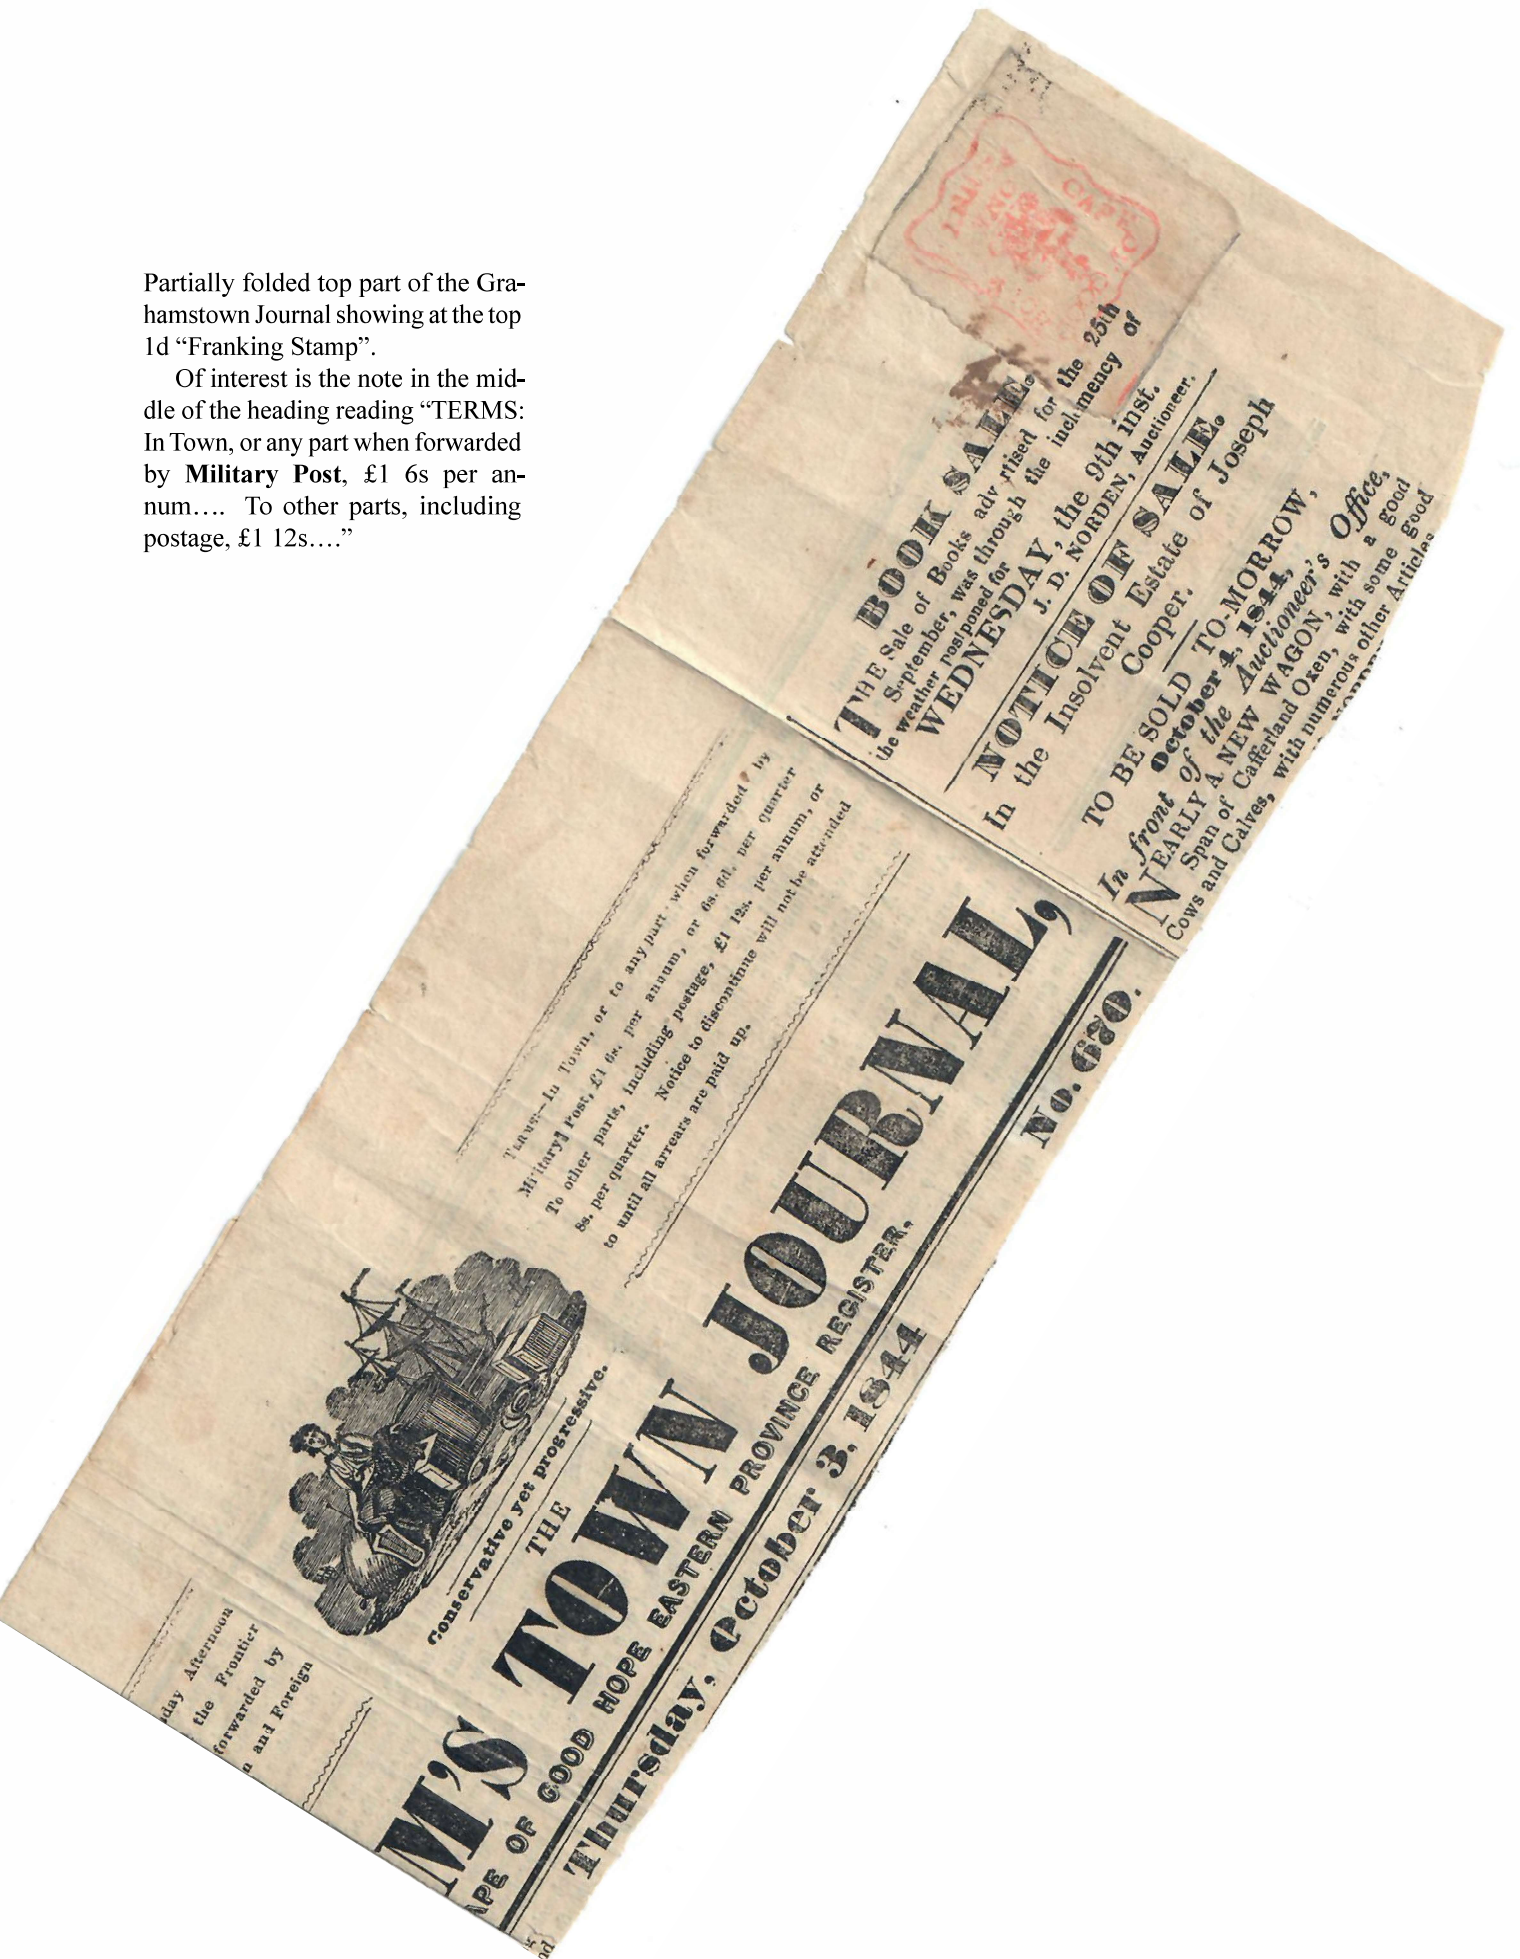 Partially folded top part of the Gra-
hamstown Journal showing at the top
1d “Franking Stamp”.
Of interest is the note in the mid-
dle of the heading reading “TERMS:
In Town, or any part when forwarded
by Military Post, £1 6s per an-
num…. To other parts, including
postage, £1 12s….”
day Afternoon
the Frontier
forwarded by
n and Foreign
Conservative yet progressive.
TERMS:—In Town, or to any part when forwarded by
Military Post, £1 6s. per annum, or 6s. 6d. per quarter
To other parts, including postage, £1 12s. per annum, or
8s. per quarter. Notice to discontinue will not be attended
to until all arrears are paid up.
THE
M'S TOWN JOURNAL,
APE OF GOOD HOPE EASTERN PROVINCE REGISTER.
Thursday, October 3, 1844
No. 670.
BOOK SALE.
THE Sale of Books adv rtised for the 25th
September, was through the inclemency of
the weather postponed for
WEDNESDAY, the 9th inst.
J. D. NORDEN, Auctioneer.
NOTICE OF SALE.
In the Insolvent Estate of Joseph
Cooper.
TO BE SOLD TO-MORROW,
October 4, 1844,
In front of the Auctioneer's Office,
NEARLY A NEW WAGON, with a good
Span of Cafferland Oxen, with some good
Cows and Calves, with numerous other Articles